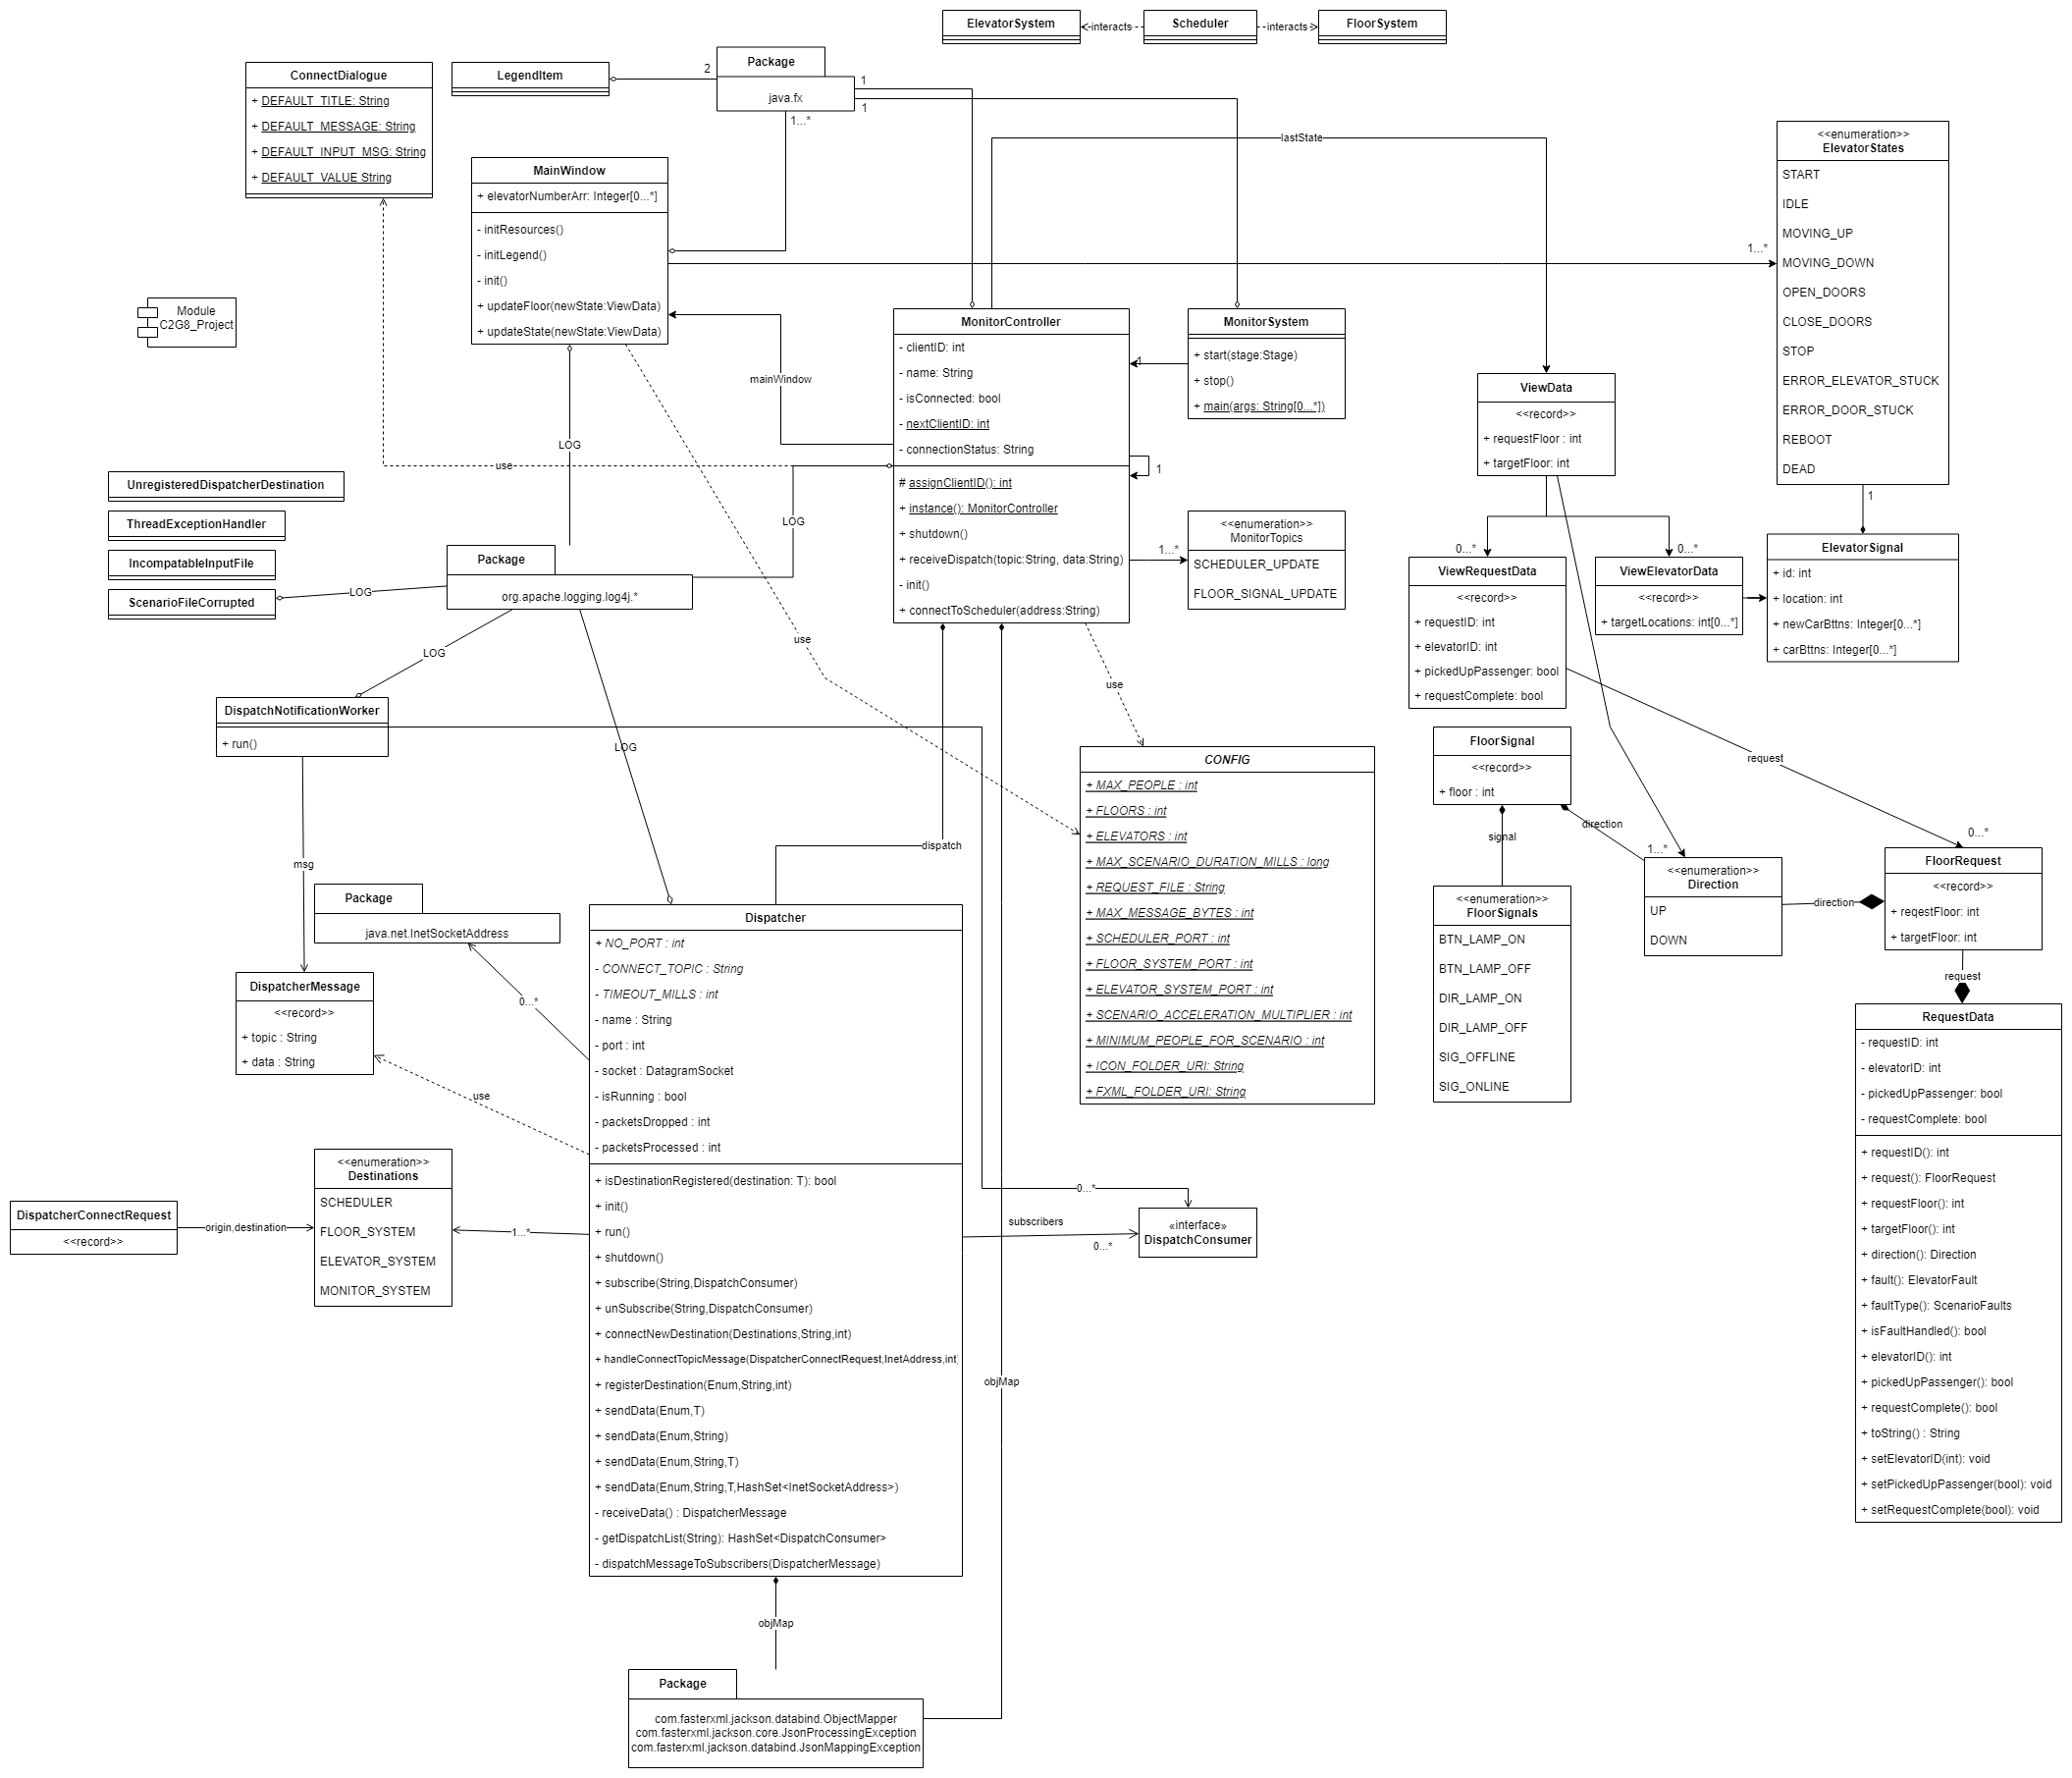 ElevatorSystem
interacts
Scheduler
interacts
FloorSystem
ConnectDialogue
+ DEFAULT_TITLE: String
+ DEFAULT_MESSAGE: String
+ DEFAULT_INPUT_MSG: String
+ DEFAULT_VALUE String
LegendItem
2
Package
java.fx
1
1
1...*
MainWindow
+ elevatorNumberArr: Integer[0...*]
- initResources()
- initLegend()
- init()
+ updateFloor(newState:ViewData)
+ updateState(newState:ViewData)
lastState
<<enumeration>>
ElevatorStates
START
IDLE
MOVING_UP
MOVING_DOWN
OPEN_DOORS
CLOSE_DOORS
STOP
ERROR_ELEVATOR_STUCK
ERROR_DOOR_STUCK
REBOOT
DEAD
1...*
1
Module
C2G8_Project
mainWindow
MonitorController
- clientID: int
- name: String
- isConnected: bool
- nextClientID: int
- connectionStatus: String
# assignClientID(): int
+ instance(): MonitorController
+ shutdown()
+ receiveDispatch(topic:String, data:String)
- init()
+ connectToScheduler(address:String)
1
MonitorSystem
+ start(stage:Stage)
+ stop()
+ main(args: String[0...*])
1
ViewData
<<record>>
+ requestFloor : int
+ targetFloor: int
LOG
use
LOG
UnregisteredDispatcherDestination
ThreadExceptionHandler
IncompatableInputFile
ScenarioFileCorrupted
LOG
Package
org.apache.logging.log4j.*
1...*
<<enumeration>>
MonitorTopics
SCHEDULER_UPDATE
FLOOR_SIGNAL_UPDATE
0...*
ViewRequestData
<<record>>
+ requestID: int
+ elevatorID: int
+ pickedUpPassenger: bool
+ requestComplete: bool
0...*
ViewElevatorData
<<record>>
+ targetLocations: int[0...*]
ElevatorSignal
+ id: int
+ location: int
+ newCarBttns: Integer[0...*]
+ carBttns: Integer[0...*]
LOG
use
use
LOG
DispatchNotificationWorker
+ run()
msg
dispatch
CONFIG
+ MAX_PEOPLE : int
+ FLOORS : int
+ ELEVATORS : int
+ MAX_SCENARIO_DURATION_MILLS : long
+ REQUEST_FILE : String
+ MAX_MESSAGE_BYTES : int
+ SCHEDULER_PORT : int
+ FLOOR_SYSTEM_PORT : int
+ ELEVATOR_SYSTEM_PORT : int
+ SCENARIO_ACCELERATION_MULTIPLIER : int
+ MINIMUM_PEOPLE_FOR_SCENARIO : int
+ ICON_FOLDER_URI: String
+ FXML_FOLDER_URI: String
FloorSignal
<<record>>
+ floor : int
signal
direction
request
1...*
0...*
<<enumeration>>
Direction
UP
DOWN
direction
FloorRequest
<<record>>
+ reqestFloor: int
+ targetFloor: int
request
<<enumeration>>
FloorSignals
BTN_LAMP_ON
BTN_LAMP_OFF
DIR_LAMP_ON
DIR_LAMP_OFF
SIG_OFFLINE
SIG_ONLINE
RequestData
- requestID: int
- elevatorID: int
- pickedUpPassenger: bool
- requestComplete: bool
+ requestID(): int
+ request(): FloorRequest
+ requestFloor(): int
+ targetFloor(): int
+ direction(): Direction
+ fault(): ElevatorFault
+ faultType(): ScenarioFaults
+ isFaultHandled(): bool
+ elevatorID(): int
+ pickedUpPassenger(): bool
+ requestComplete(): bool
+ toString() : String
+ setElevatorID(int): void
+ setPickedUpPassenger(bool): void
+ setRequestComplete(bool): void
Package
java.net.InetSocketAddress
0...*
DispatcherMessage
<<record>>
+ topic : String
+ data : String
use
Dispatcher
+ NO_PORT : int
- CONNECT_TOPIC : String
- TIMEOUT_MILLS : int
- name : String
- port : int
- socket : DatagramSocket
- isRunning : bool
- packetsDropped : int
- packetsProcessed : int
+ isDestinationRegistered(destination: T): bool
+ init()
+ run()
+ shutdown()
+ subscribe(String,DispatchConsumer)
+ unSubscribe(String,DispatchConsumer)
+ connectNewDestination(Destinations,String,int)
+ handleConnectTopicMessage(DispatcherConnectRequest,InetAddress,int)
+ registerDestination(Enum,String,int)
+ sendData(Enum,T)
+ sendData(Enum,String)
+ sendData(Enum,String,T)
+ sendData(Enum,String,T,HashSet<InetSocketAddress>)
- receiveData() : DispatcherMessage
- getDispatchList(String): HashSet<DispatchConsumer>
- dispatchMessageToSubscribers(DispatcherMessage)
DispatcherConnectRequest
<<record>>
origin,destination
<<enumeration>>
Destinations
SCHEDULER
FLOOR_SYSTEM
ELEVATOR_SYSTEM
MONITOR_SYSTEM
1...*
0...*
subscribers
0...*
«interface»
DispatchConsumer
objMap
objMap
Package
com.fasterxml.jackson.databind.ObjectMapper
com.fasterxml.jackson.core.JsonProcessingException
com.fasterxml.jackson.databind.JsonMappingException